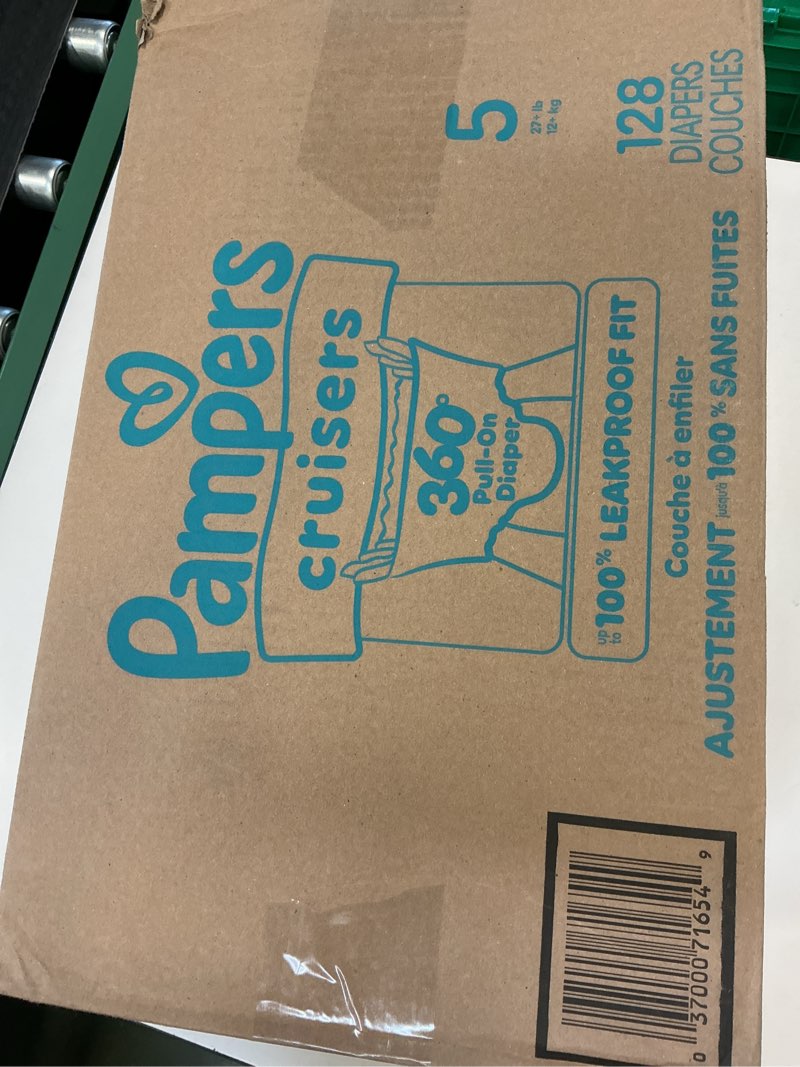 Pampers
cruisers
360°
Pull-On
Diaper
up to 100% LEAKPROOF FIT
Couche à enfiler
AJUSTEMENT jusqu'à 100 % SANS FUITES
5
27+ lb
12+ kg
128
DIAPERS
COUCHES
0 37000 71654 9